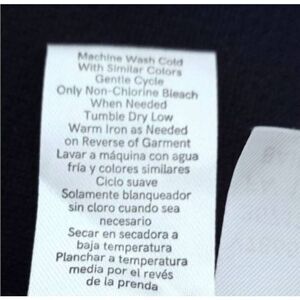 Machine Wash Cold
With Similar Colors
Gentle Cycle
Only Non-Chlorine Bleach
When Needed
Tumble Dry Low
Warm Iron as Needed
on Reverse of Garment
Lavar a máquina con agua
fría y colores similares
Ciclo suave
Solamente blanqueador
sin cloro cuando sea
necesario
Secar en secadora a
baja temperatura
Planchar a temperatura
media por el revés
de la prenda